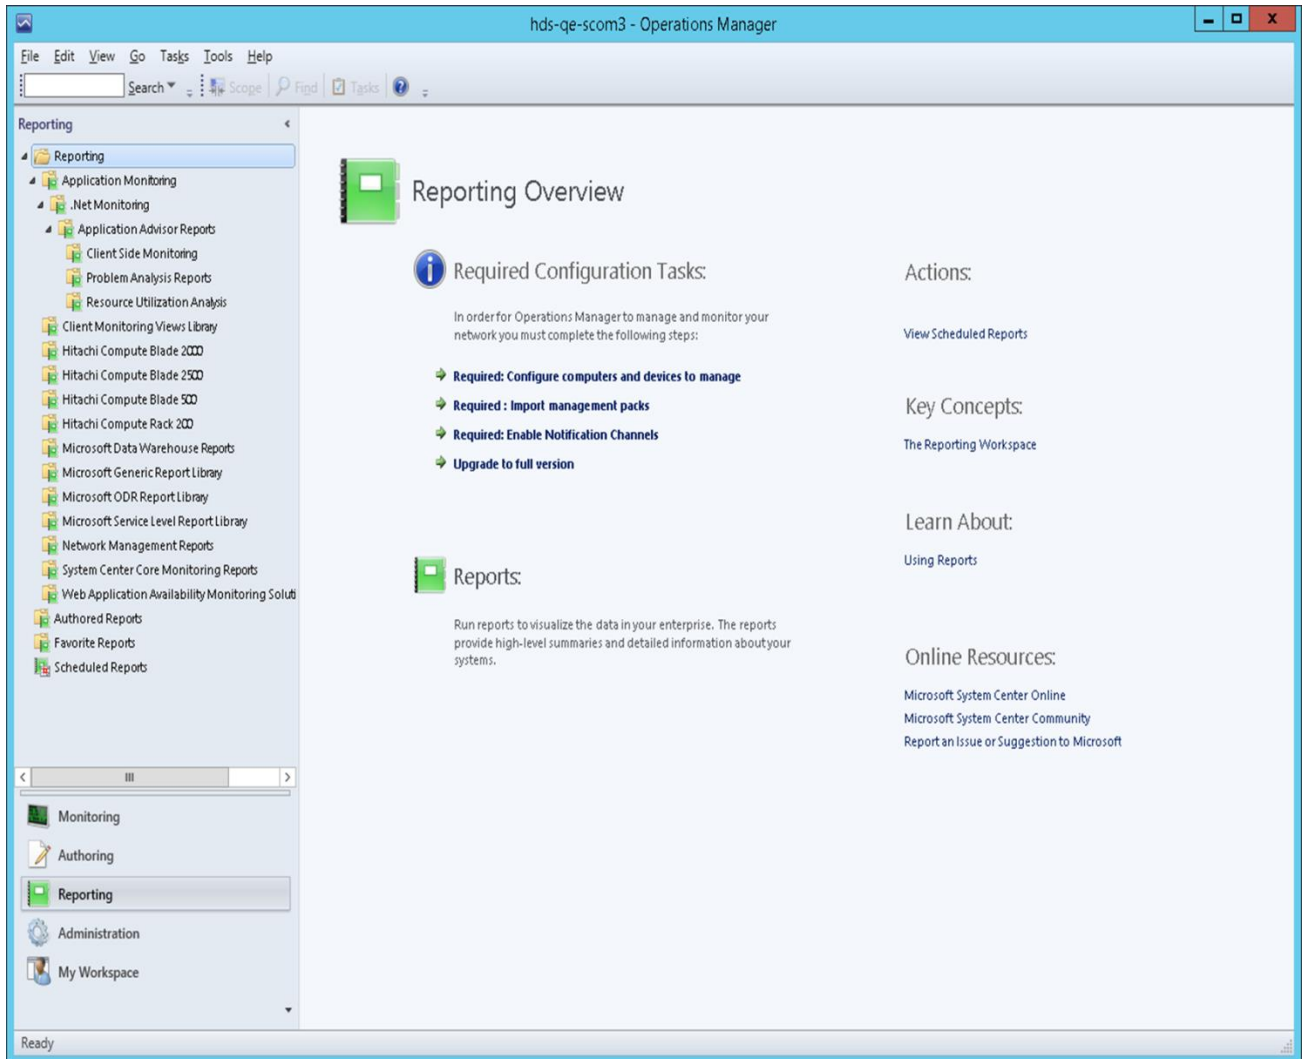 hds-qe-scom3 - Operations Manager
File Edit View Go Tasks Tools Help
Search Scope Find Tasks
Reporting
Reporting
Application Monitoring
.Net Monitoring
Application Advisor Reports
Client Side Monitoring
Problem Analysis Reports
Resource Utilization Analysis
Client Monitoring Views Library
Hitachi Compute Blade 2000
Hitachi Compute Blade 2500
Hitachi Compute Blade 500
Hitachi Compute Rack 200
Microsoft Data Warehouse Reports
Microsoft Generic Report Library
Microsoft ODR Report Library
Microsoft Service Level Report Library
Network Management Reports
System Center Core Monitoring Reports
Web Application Availability Monitoring Soluti
Authored Reports
Favorite Reports
Scheduled Reports
Monitoring
Authoring
Reporting
Administration
My Workspace
Reporting Overview
Required Configuration Tasks:
In order for Operations Manager to manage and monitor your
network you must complete the following steps:
Required: Configure computers and devices to manage
Required : Import management packs
Required: Enable Notification Channels
Upgrade to full version
Reports:
Run reports to visualize the data in your enterprise. The reports
provide high-level summaries and detailed information about your
systems.
Actions:
View Scheduled Reports
Key Concepts:
The Reporting Workspace
Learn About:
Using Reports
Online Resources:
Microsoft System Center Online
Microsoft System Center Community
Report an Issue or Suggestion to Microsoft
Ready